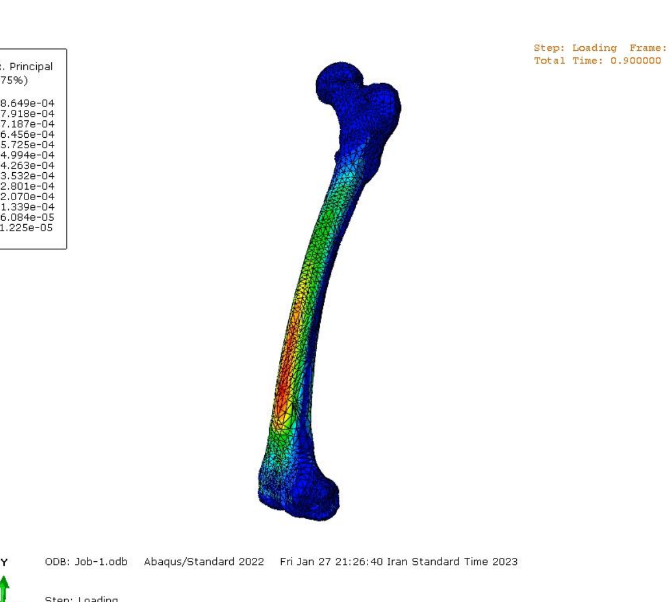 . Principal
75%)
8.649e-04
7.918e-04
7.187e-04
6.456e-04
5.725e-04
4.994e-04
4.263e-04
3.532e-04
2.801e-04
2.070e-04
1.339e-04
6.084e-05
1.225e-05
Step: Loading Frame:
Total Time: 0.900000
Y
ODB: Job-1.odb Abaqus/Standard 2022 Fri Jan 27 21:26:40 Iran Standard Time 2023
Step: Loading